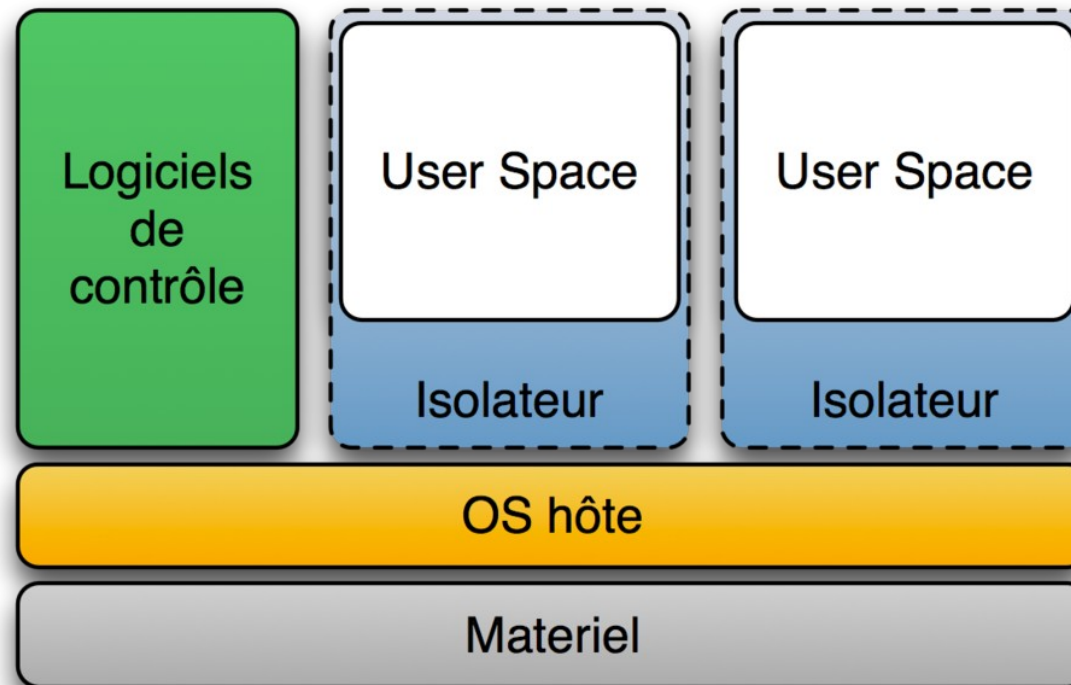 Logiciels
de
contrôle
User Space
Isolateur
User Space
Isolateur
OS hôte
Materiel